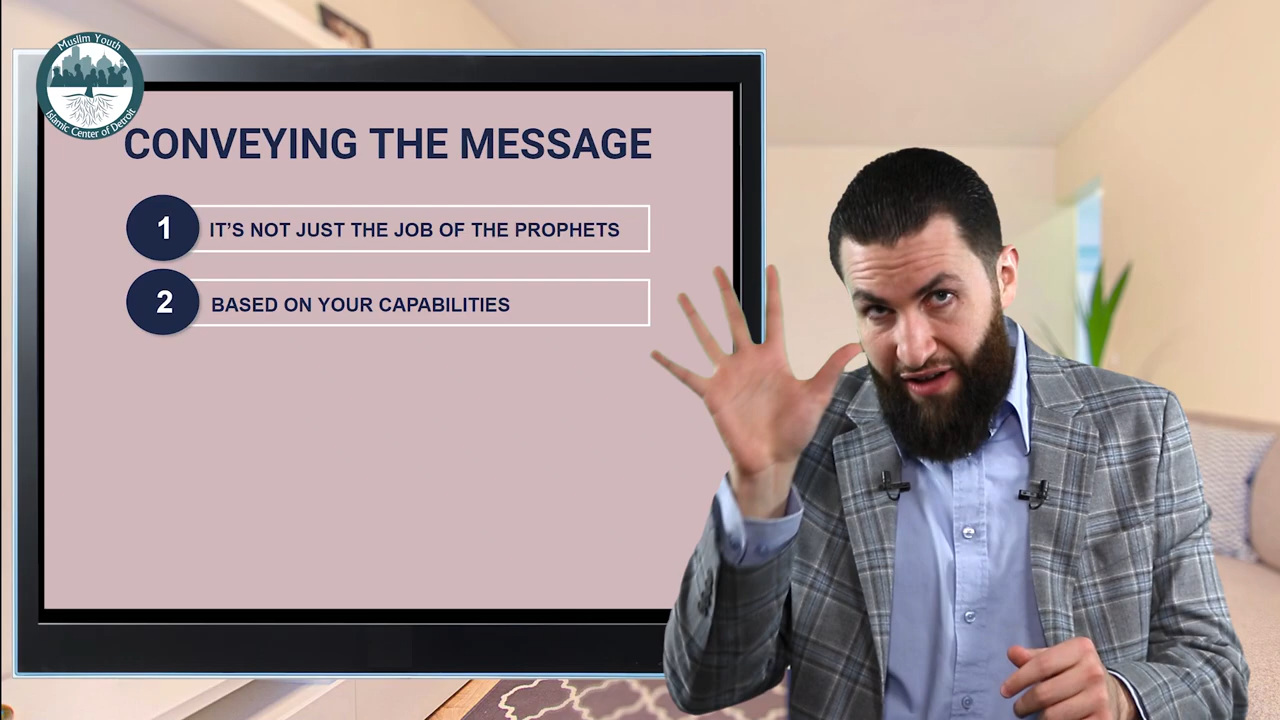 Muslim Youth
Islamic Center of Detroit
CONVEYING THE MESSAGE
1 IT'S NOT JUST THE JOB OF THE PROPHETS
2 BASED ON YOUR CAPABILITIES